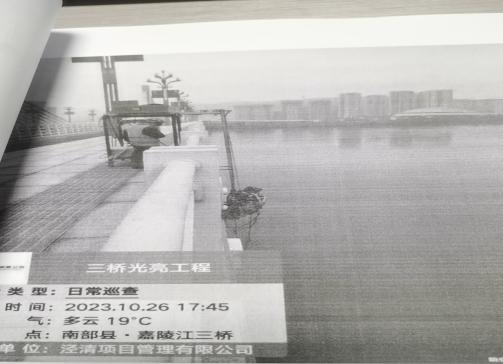 三桥光亮工程
类型：日常巡查
时间：2023.10.26 17:45
气：多云 19°C
点：南部县·嘉陵江三桥
单位：泾清项目管理有限公司